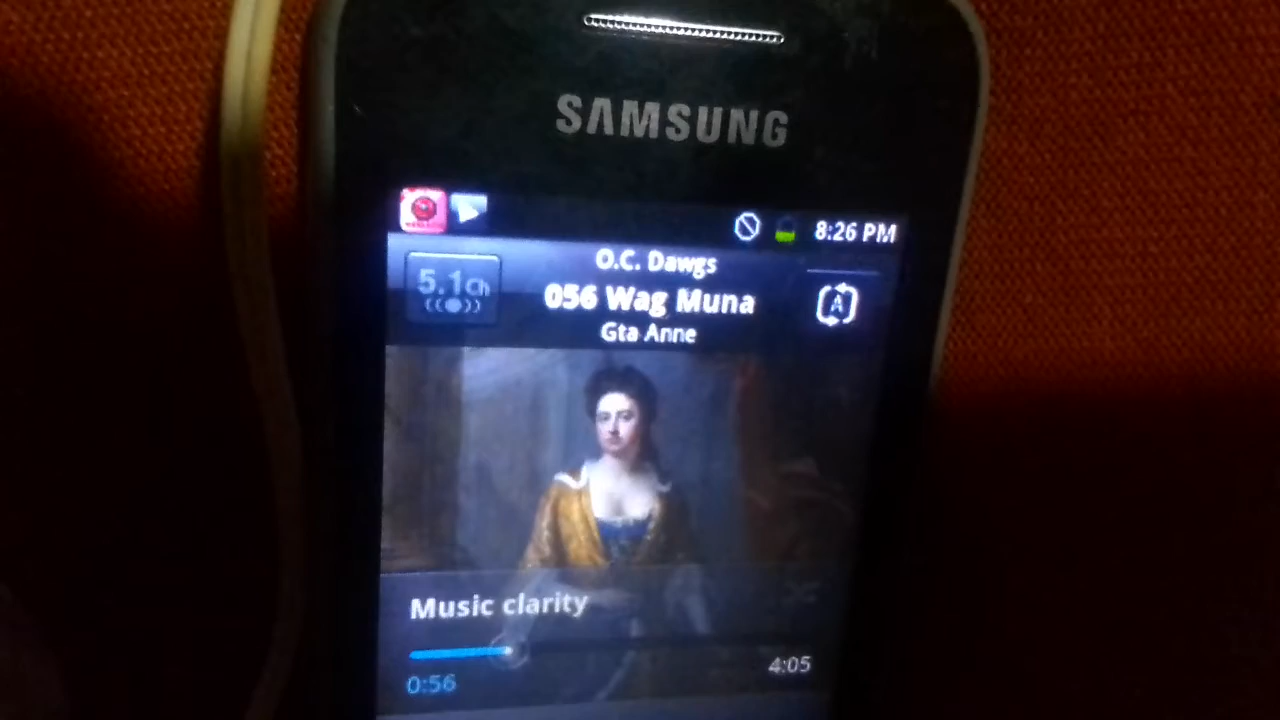 SAMSUNG
8:26 PM
5.1ch
O.C. Dawgs
056 Wag Muna
Gta Anne
A
Music clarity
0:56
4:05